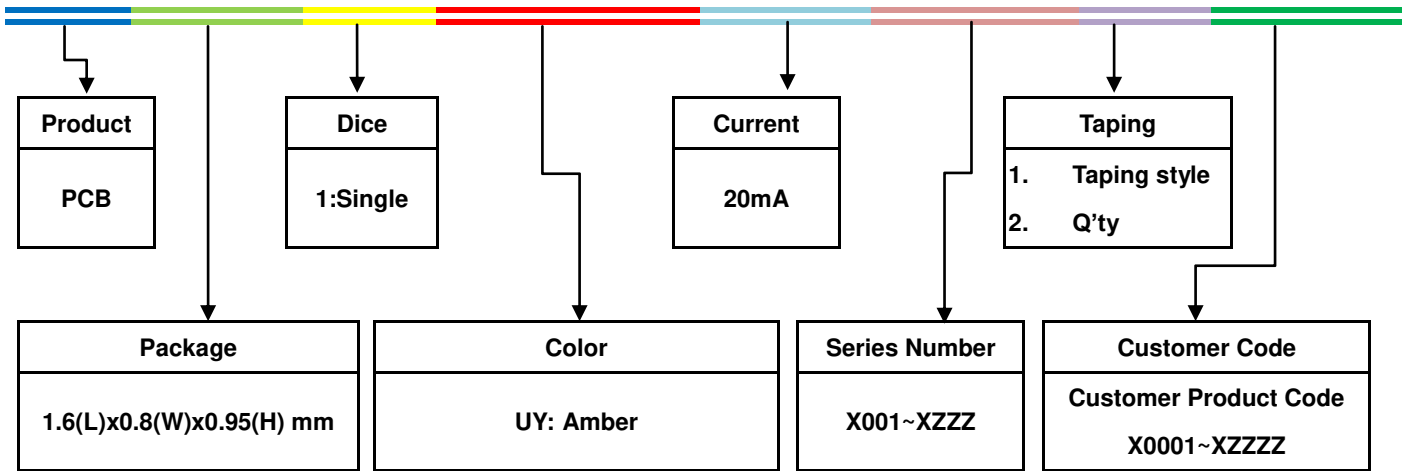 Product
PCB
Dice
1:Single
Current
20mA
Taping
1. Taping style
2. Q’ty
Package
1.6(L)x0.8(W)x0.95(H) mm
Color
UY: Amber
Series Number
X001~XZZZ
Customer Code
Customer Product Code
X0001~XZZZZ